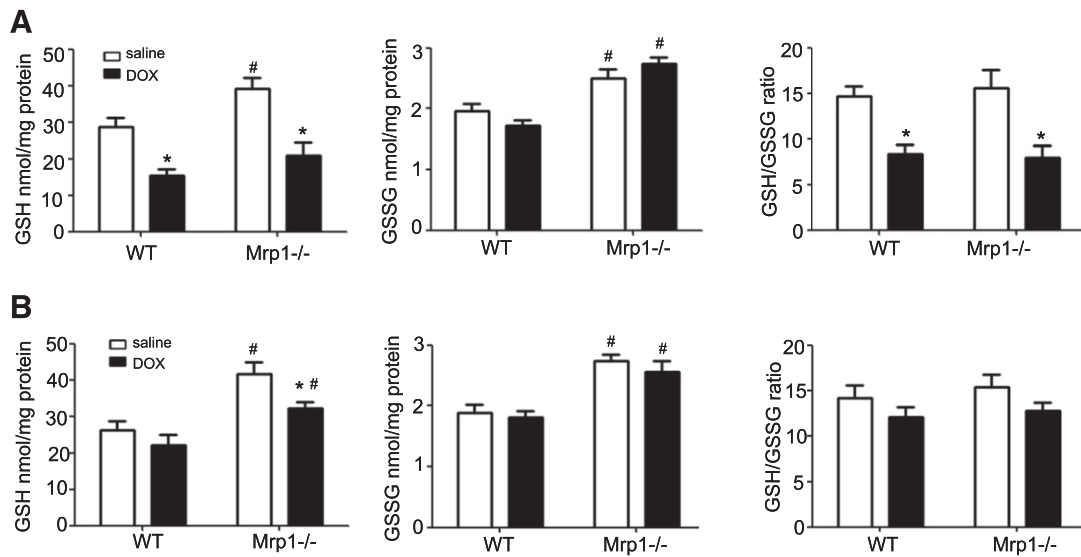 A
GSH nmol/mg protein
50
40
30
20
10
0
saline
DOX
*
#
*
WT
Mrp1-/-
GSSG nmol/mg protein
3
2
1
0
#
#
WT
Mrp1-/-
GSH/GSSG ratio
20
15
10
5
0
*
*
WT
Mrp1-/-
B
GSH nmol/mg protein
50
40
30
20
10
0
saline
DOX
#
* #
WT
Mrp1-/-
GSSG nmol/mg protein
3
2
1
0
#
#
WT
Mrp1-/-
GSH/GSSG ratio
20
15
10
5
0
WT
Mrp1-/-